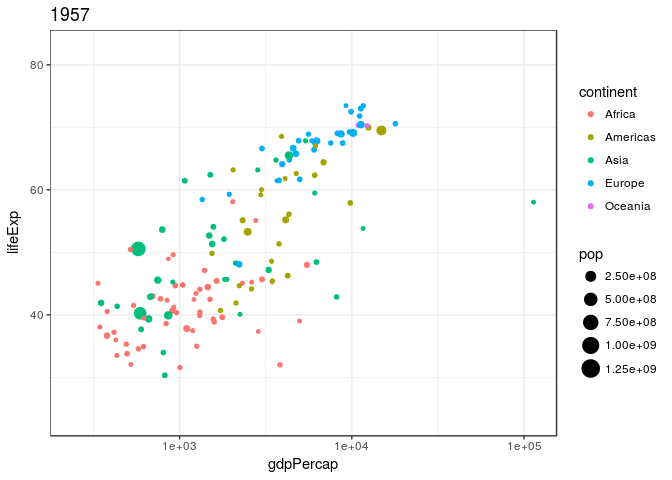 1957
80
60
40
lifeExp
1e+03
1e+04
1e+05
gdpPercap
continent
Africa
Americas
Asia
Europe
Oceania
pop
2.50e+08
5.00e+08
7.50e+08
1.00e+09
1.25e+09